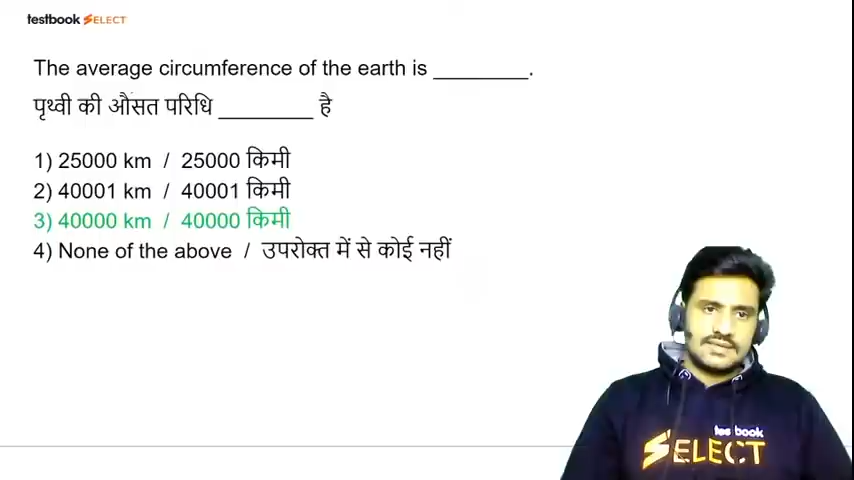 testbook SELECT
The average circumference of the earth is ________.
पृथ्वी की औसत परिधि ________ है
1) 25000 km / 25000 किमी
2) 40001 km / 40001 किमी
3) 40000 km / 40000 किमी
4) None of the above / उपरोक्त में से कोई नहीं
testbook
SELECT